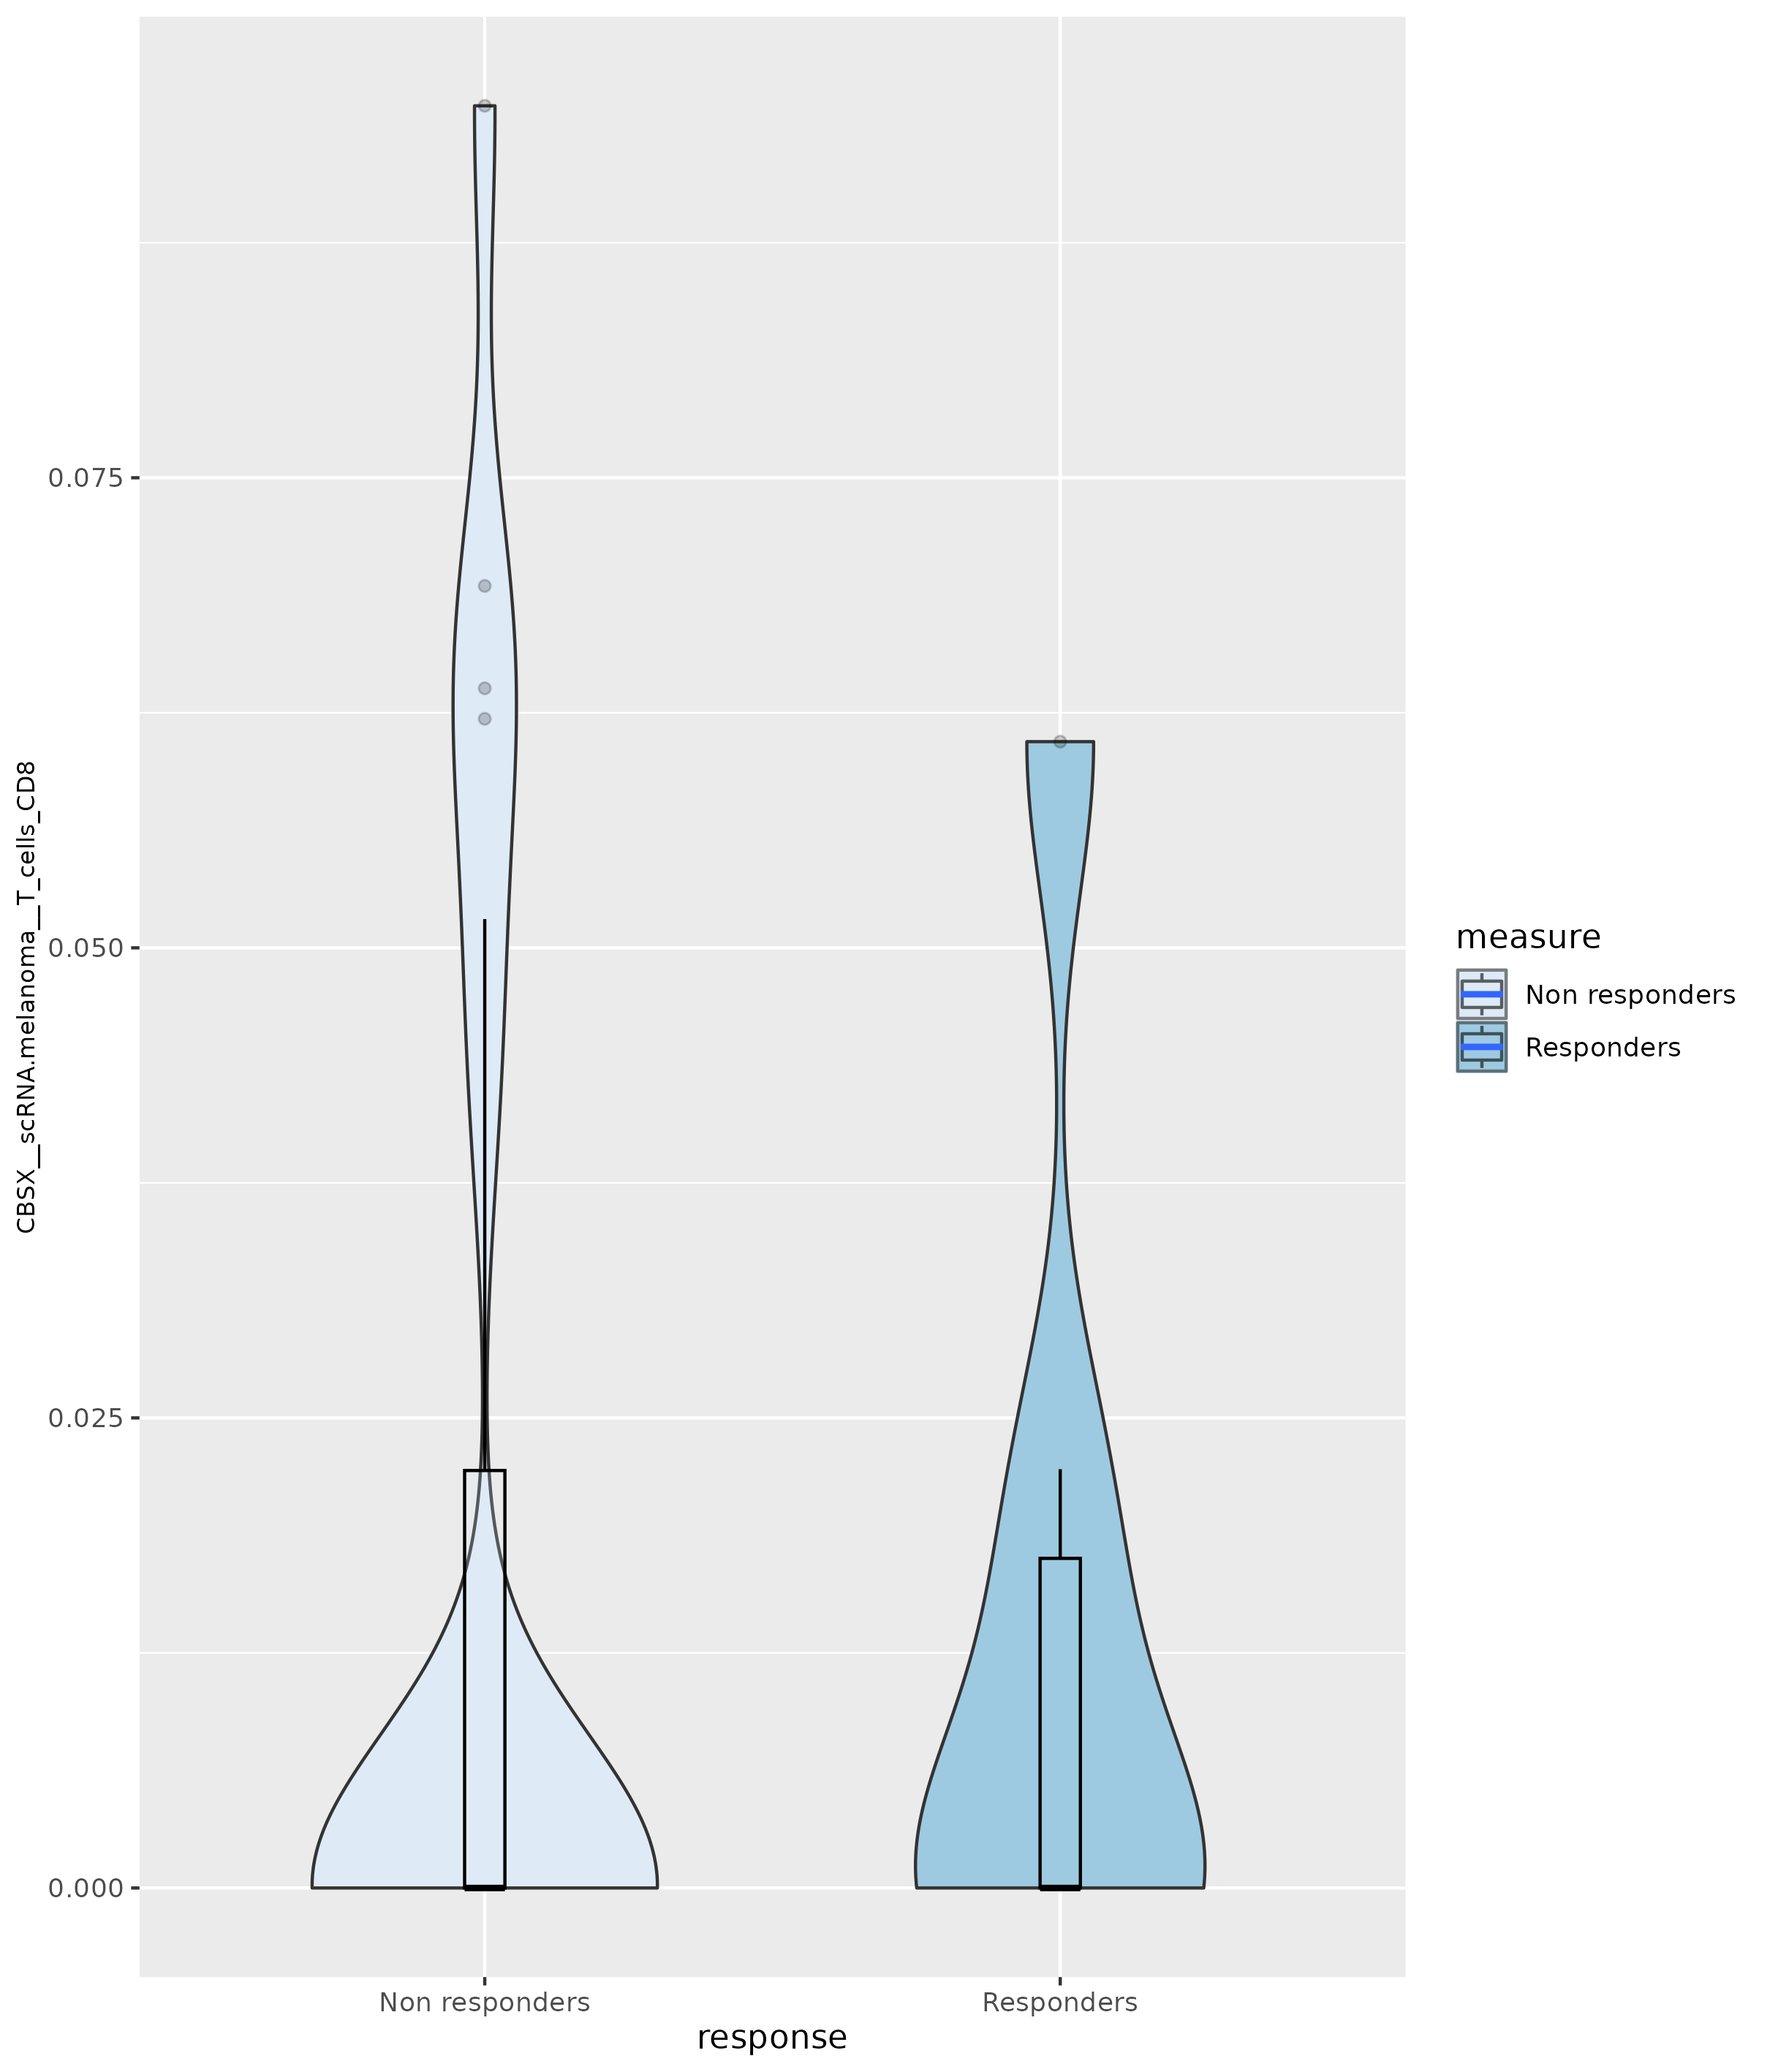 CBSX__scRNA.melanoma__T_cells_CD8
0.075
0.050
0.025
0.000
Non responders
Responders
response
measure
Non responders
Responders